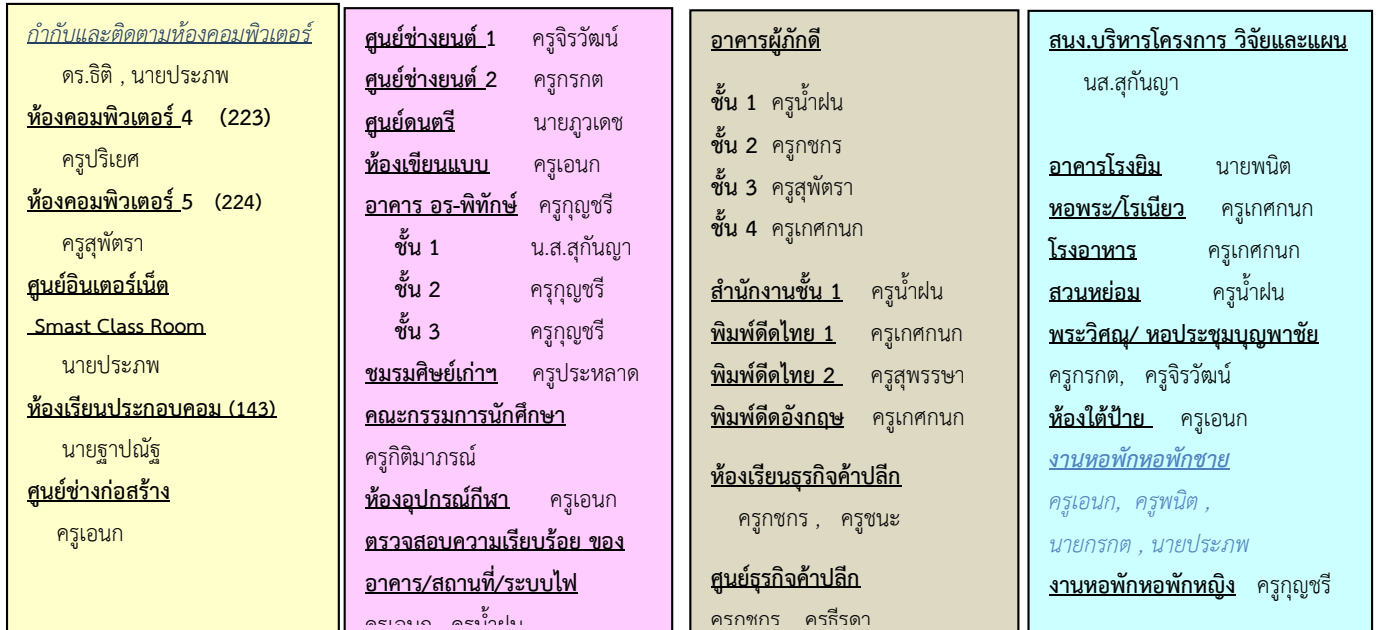 กำกับและติดตามห้องคอมพิวเตอร์
ดร.ธิติ , นายประภพ
ห้องคอมพิวเตอร์ 4 (223)
ครูปริเยศ
ห้องคอมพิวเตอร์ 5 (224)
ครูสุพัตรา
ศูนย์อินเตอร์เน็ต
Smast Class Room
นายประภพ
ห้องเรียนประกอบคอม (143)
นายฐาปณัฐ
ศูนย์ช่างก่อสร้าง
ครูเอนก
ศูนย์ช่างยนต์ 1 ครูจิรวัฒน์
ศูนย์ช่างยนต์ 2 ครูกรกต
ศูนย์ดนตรี นายภูวเดช
ห้องเขียนแบบ ครูเอนก
อาคาร อร-พิทักษ์ ครูกุญชรี
ชั้น 1 น.ส.สุกันญา
ชั้น 2 ครุกุญชรี
ชั้น 3 ครูกุญชรี
ชมรมศิษย์เก่าฯ ครูประหลาด
คณะกรรมการนักศึกษา
ครูกิติมาภรณ์
ห้องอุปกรณ์กีฬา ครูเอนก
ตรวจสอบความเรียบร้อย ของ
อาคาร/สถานที่/ระบบไฟ
ครูเอนก ครูน้ำฝน
อาคารผู้ภักดี
ชั้น 1 ครูน้ำฝน
ชั้น 2 ครูกชกร
ชั้น 3 ครูสุพัตรา
ชั้น 4 ครูเกศกนก
สำนักงานชั้น 1 ครูน้ำฝน
พิมพ์ดีดไทย 1 ครูเกศกนก
พิมพ์ดีดไทย 2 ครูสุพรรษา
พิมพ์ดีดอังกฤษ ครูเกศกนก
ห้องเรียนธุรกิจค้าปลีก
ครูกชกร , ครูชนะ
ศูนย์ธุรกิจค้าปลีก
ครูกชกร ครูธีรดา
สนง.บริหารโครงการ วิจัยและแผน
นส.สุกันญา
อาคารโรงยิม นายพนิต
หอพระ/โรเนียว ครูเกศกนก
โรงอาหาร ครูเกศกนก
สวนหย่อม ครูน้ำฝน
พระวิศณุ/ หอประชุมบุญพาชัย
ครูกรกต, ครูจิรวัฒน์
ห้องใต้ป้าย ครูเอนก
งานหอพักหอพักชาย
ครูเอนก, ครูพนิต ,
นายกรกต , นายประภพ
งานหอพักหอพักหญิง ครูกุญชรี